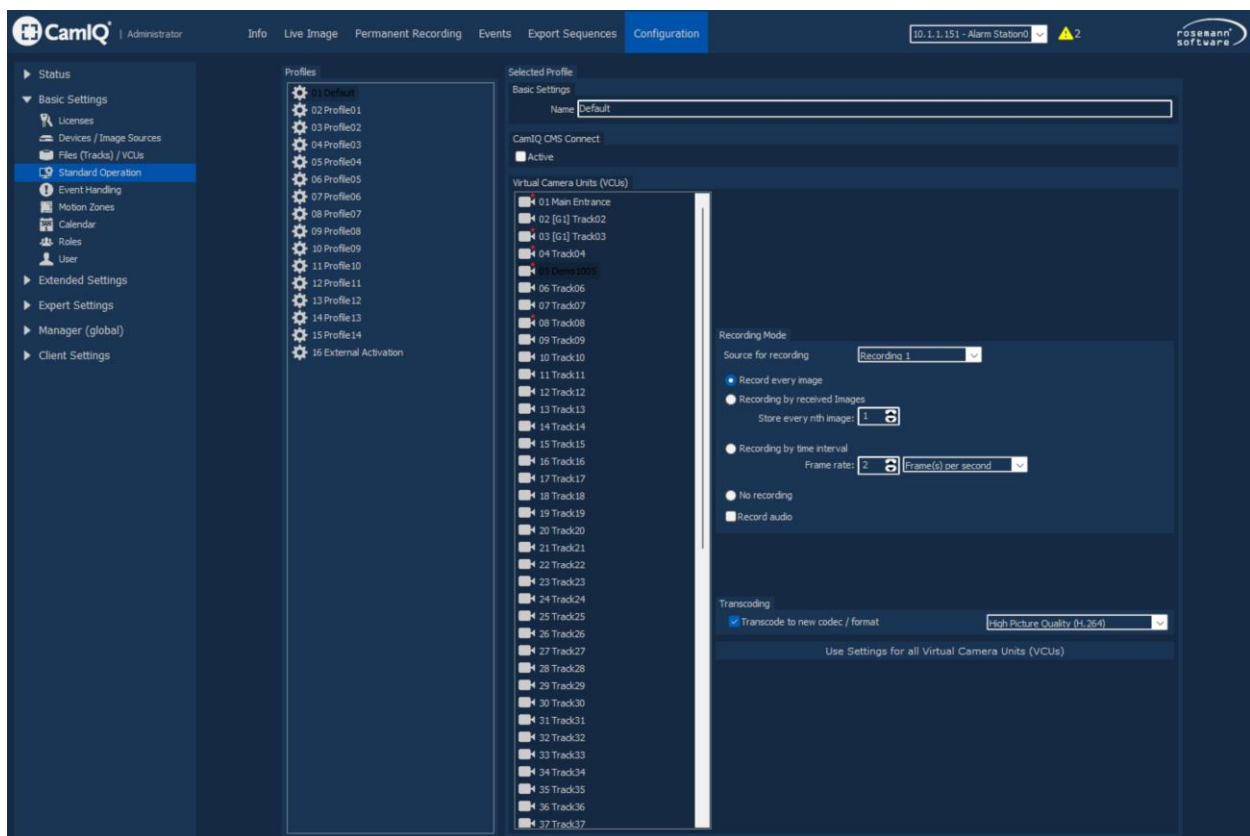 CamIQ | Administrator
Info Live Image Permanent Recording Events Export Sequences Configuration
10.1.1.151 - Alarm Station0
2
rosemann software
Status
Basic Settings
Licenses
Devices / Image Sources
Files (Tracks) / VCUs
Standard Operation
Event Handling
Motion Zones
Calendar
Roles
User
Extended Settings
Expert Settings
Manager (global)
Client Settings
Profiles
01 Default
02 Profile01
03 Profile02
04 Profile03
05 Profile04
06 Profile05
07 Profile06
08 Profile07
09 Profile08
10 Profile09
11 Profile10
12 Profile11
13 Profile12
14 Profile13
15 Profile14
16 External Activation
Selected Profile
Basic Settings
Name Default
CamIQ CMS Connect
Active
Virtual Camera Units (VCUs)
01 Main Entrance
02 [G1] Track02
03 [G1] Track03
04 Track04
05 Demo1005
06 Track06
07 Track07
08 Track08
09 Track09
10 Track10
11 Track11
12 Track12
13 Track13
14 Track14
15 Track15
16 Track16
17 Track17
18 Track18
19 Track19
20 Track20
21 Track21
22 Track22
23 Track23
24 Track24
25 Track25
26 Track26
27 Track27
28 Track28
29 Track29
30 Track30
31 Track31
32 Track32
33 Track33
34 Track34
35 Track35
36 Track36
37 Track37
Recording Mode
Source for recording Recording 1
Record every image
Recording by received Images
Store every nth image: 1
Recording by time interval
Frame rate: 2 Frame(s) per second
No recording
Record audio
Transcoding
Transcode to new codec / format High Picture Quality (H.264)
Use Settings for all Virtual Camera Units (VCUs)